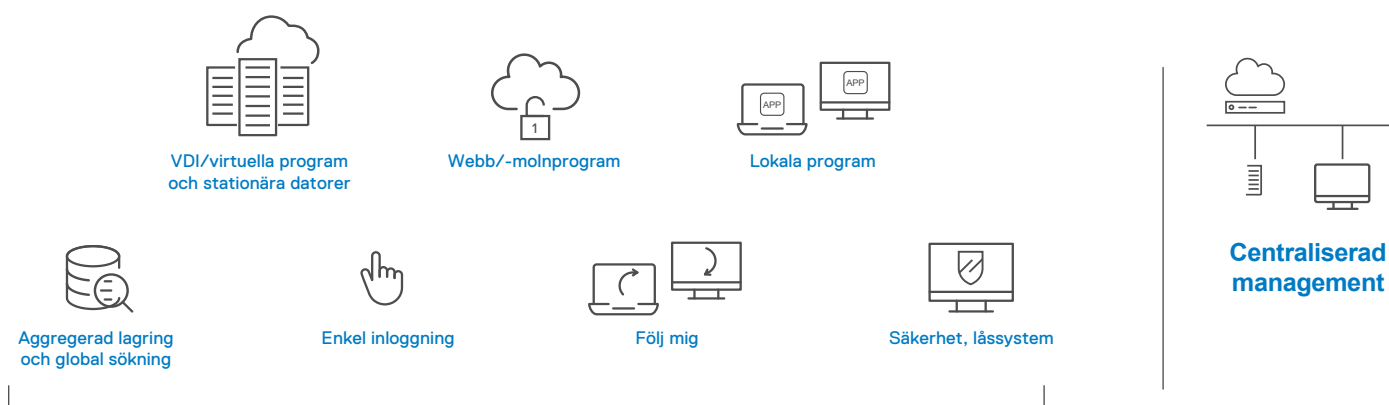 1
APP
APP
VDI/virtuella program
och stationära datorer
Webb/-molnprogram
Lokala program
Aggregerad lagring
och global sökning
Enkel inloggning
Följ mig
Säkerhet, låssystem
Centraliserad
management